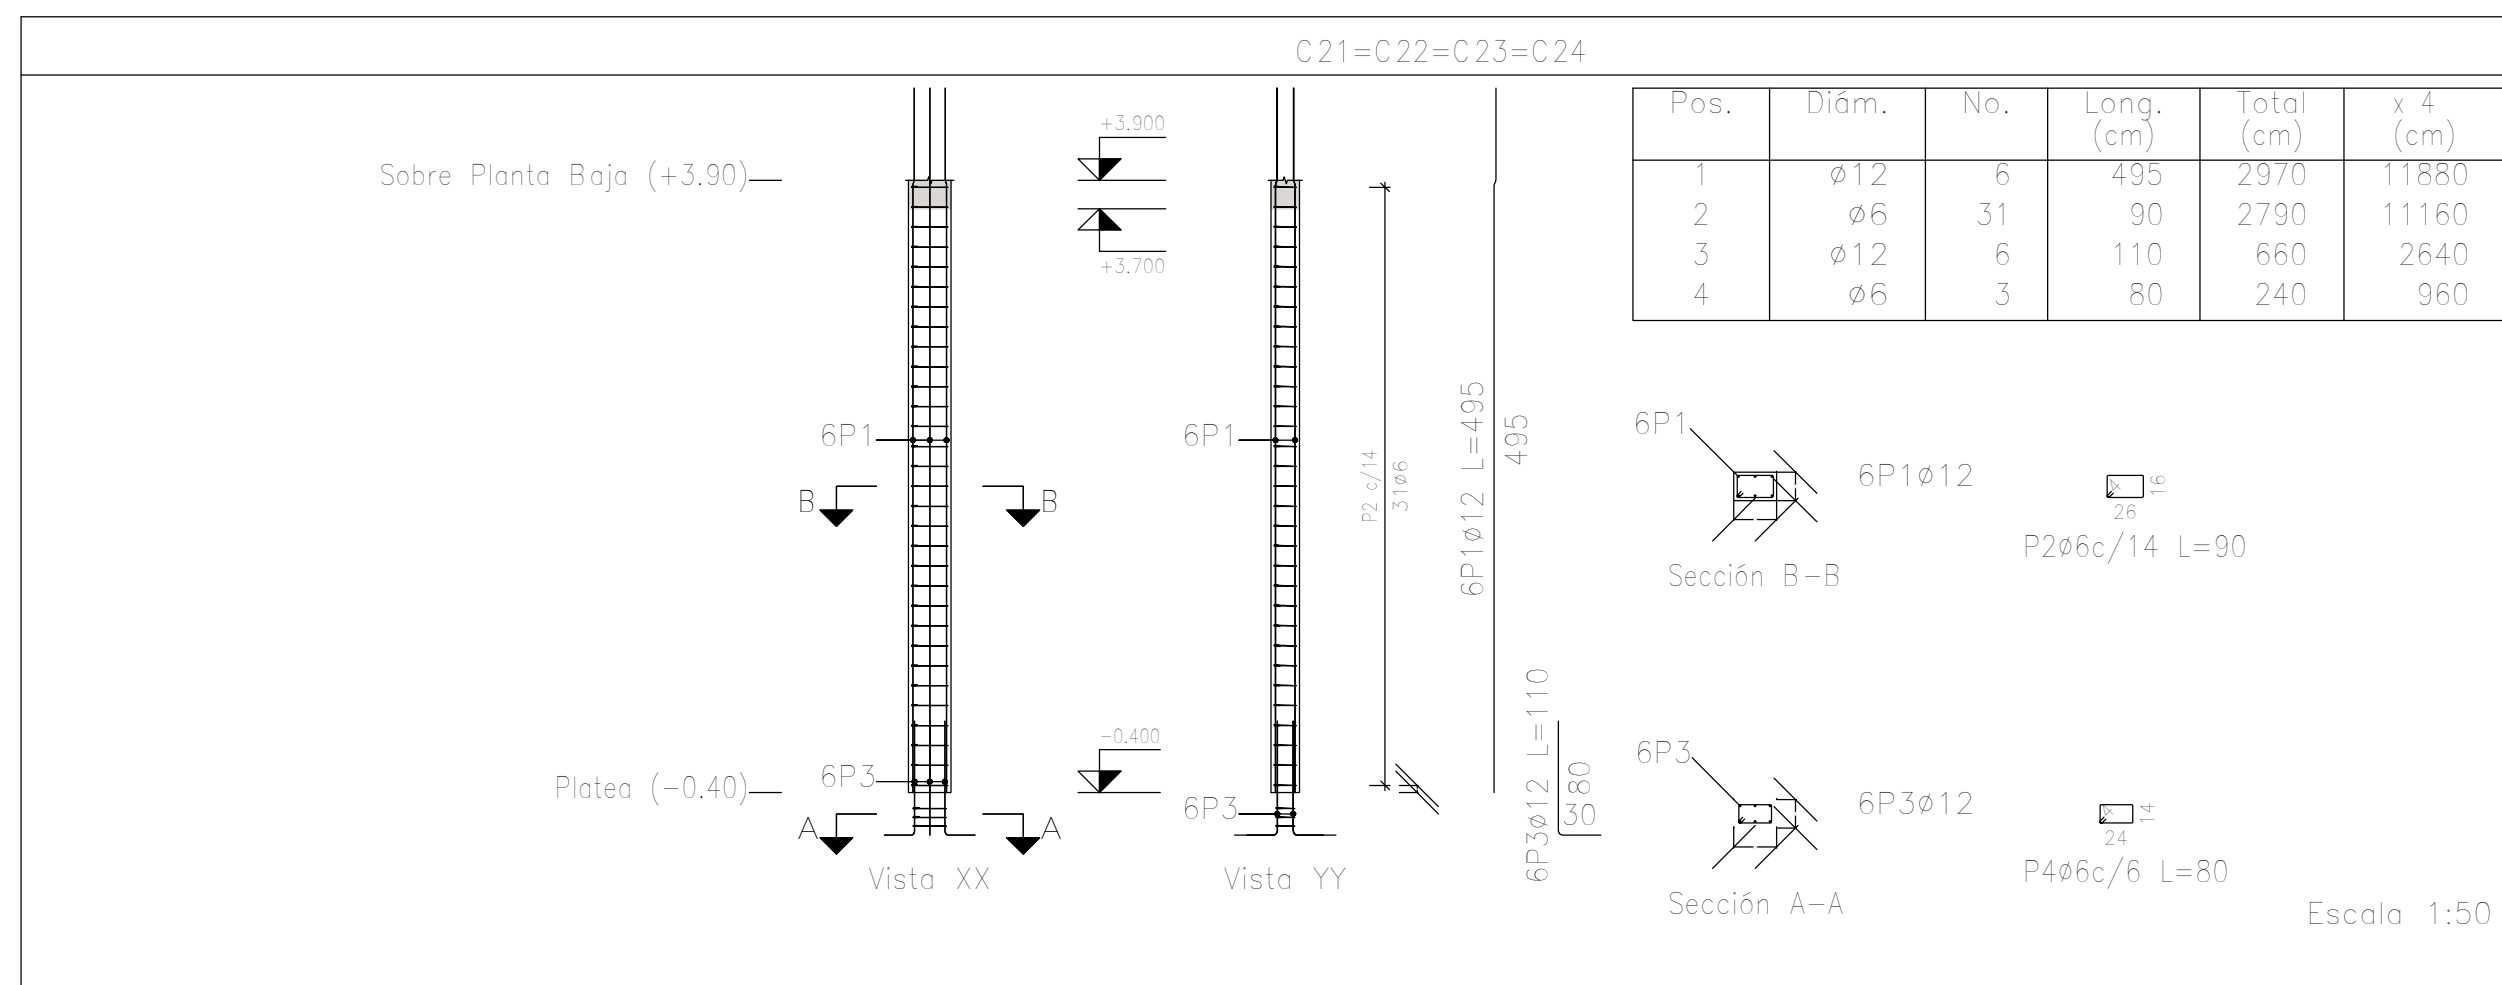 C21=C22=C23=C24
Pos. Diám. No. Long. (cm) Total (cm) x 4 (cm)
1 ø12 6 495 2970 11880
2 ø6 31 90 2790 11160
3 ø12 6 110 660 2640
4 ø6 3 80 240 960
Sobre Planta Baja (+3.90)
+3.900
+3.700
6P1
6P1
B B
P2 c/14
31ø6
6P1ø12 L=495
495
-0.400
Platea (-0.40)
6P3
6P3
A A
Vista XX
Vista YY
6P3ø12 L=110
80
30
6P1
6P1ø12
Sección B-B
4
16
26
P2ø6c/14 L=90
6P3
6P3ø12
Sección A-A
4
14
24
P4ø6c/6 L=80
Escala 1:50